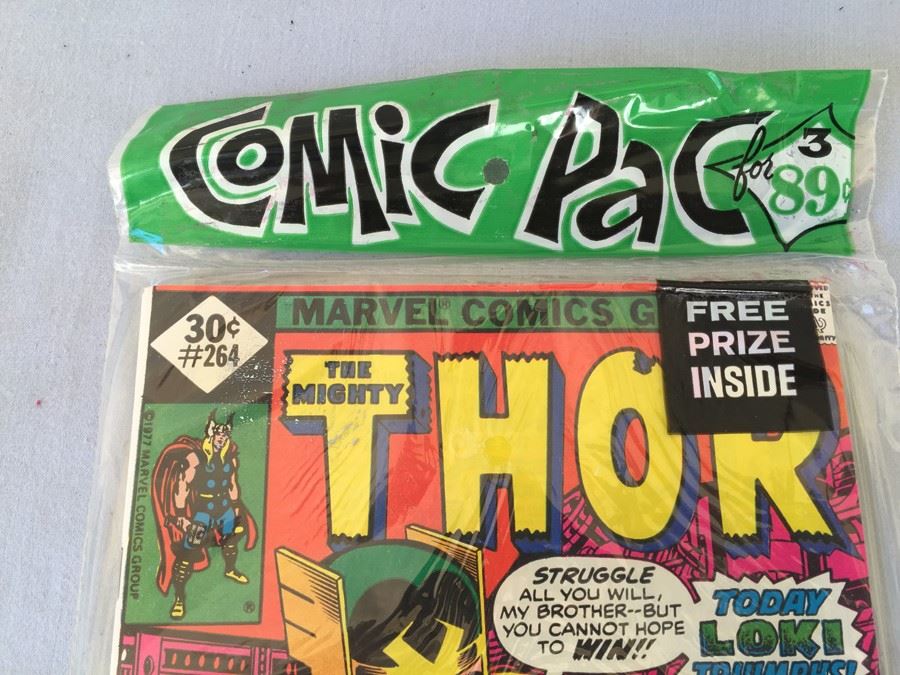 COMIC PAC
3
for 89¢
MARVEL® COMICS G
30¢
#264
FREE
PRIZE
INSIDE
THE
MIGHTY
THOR
©1977 MARVEL COMICS GROUP
®
STRUGGLE
ALL YOU WILL,
MY BROTHER--BUT
YOU CANNOT HOPE
TO WIN!!
TODAY
LOKI
TRIUMPHS!